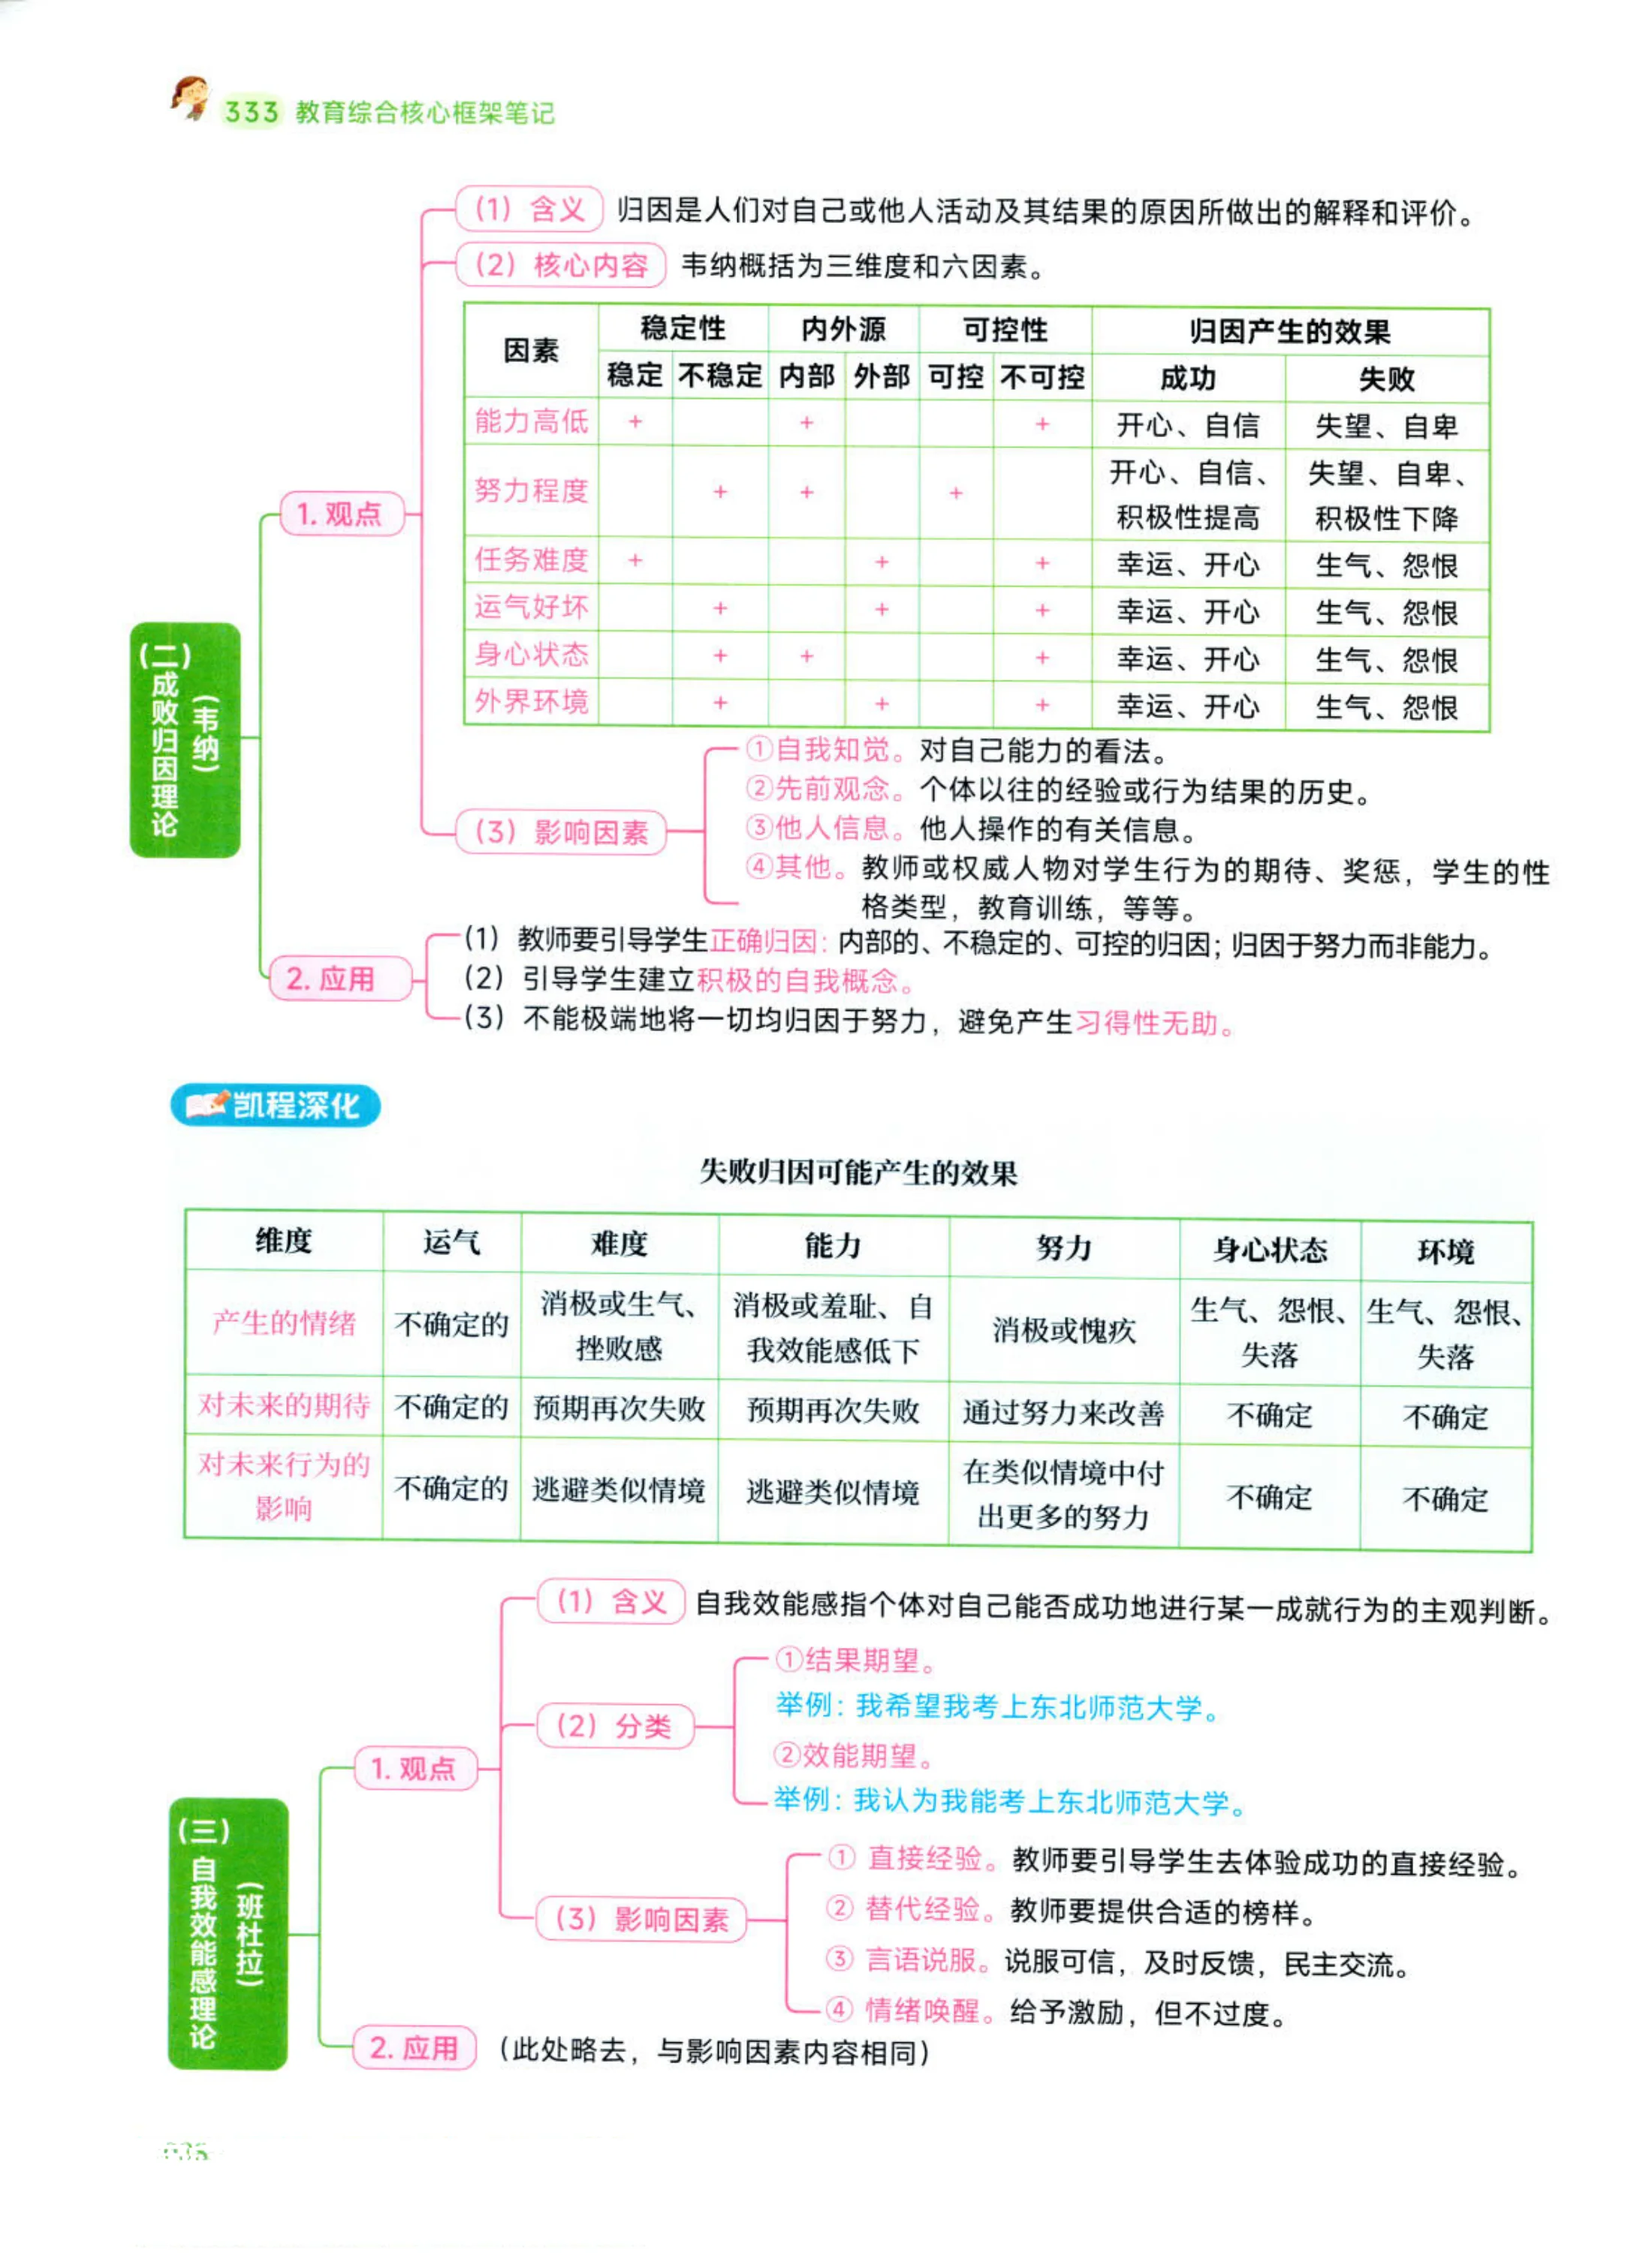 333 教育综合核心框架笔记
(二)成败归因理论
(韦纳)
1. 观点
(1) 含义 归因是人们对自己或他人活动及其结果的原因所做出的解释和评价。
(2) 核心内容 韦纳概括为三维度和六因素。
因素 稳定性 内外源 可控性 归因产生的效果
稳定 不稳定 内部 外部 可控 不可控 成功 失败
能力高低 + + + 开心、自信 失望、自卑
努力程度 + + + 开心、自信、积极性提高 失望、自卑、积极性下降
任务难度 + + + 幸运、开心 生气、怨恨
运气好坏 + + + 幸运、开心 生气、怨恨
身心状态 + + + 幸运、开心 生气、怨恨
外界环境 + + + 幸运、开心 生气、怨恨
(3) 影响因素
①自我知觉。对自己能力的看法。
②先前观念。个体以往的经验或行为结果的历史。
③他人信息。他人操作的有关信息。
④其他。教师或权威人物对学生行为的期待、奖惩，学生的性
格类型，教育训练，等等。
2. 应用
(1) 教师要引导学生正确归因：内部的、不稳定的、可控的归因；归因于努力而非能力。
(2) 引导学生建立积极的自我概念。
(3) 不能极端地将一切均归因于努力，避免产生习得性无助。
凯程深化
失败归因可能产生的效果
维度 运气 难度 能力 努力 身心状态 环境
产生的情绪 不确定的 消极或生气、挫败感 消极或羞耻、自我效能感低下 消极或愧疚 生气、怨恨、失落 生气、怨恨、失落
对未来的期待 不确定的 预期再次失败 预期再次失败 通过努力来改善 不确定 不确定
对未来行为的影响 不确定的 逃避类似情境 逃避类似情境 在类似情境中付出更多的努力 不确定 不确定
(三)自我效能感理论
(班杜拉)
1. 观点
(1) 含义 自我效能感指个体对自己能否成功地进行某一成就行为的主观判断。
(2) 分类
①结果期望。
举例：我希望我考上东北师范大学。
②效能期望。
举例：我认为我能考上东北师范大学。
(3) 影响因素
① 直接经验。教师要引导学生去体验成功的直接经验。
② 替代经验。教师要提供合适的榜样。
③ 言语说服。说服可信，及时反馈，民主交流。
④ 情绪唤醒。给予激励，但不过度。
2. 应用 (此处略去，与影响因素内容相同)